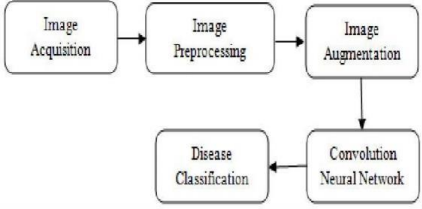 Image
Acquisition
Image
Preprocessing
Image
Augmentation
Convolution
Neural Network
Disease
Classification